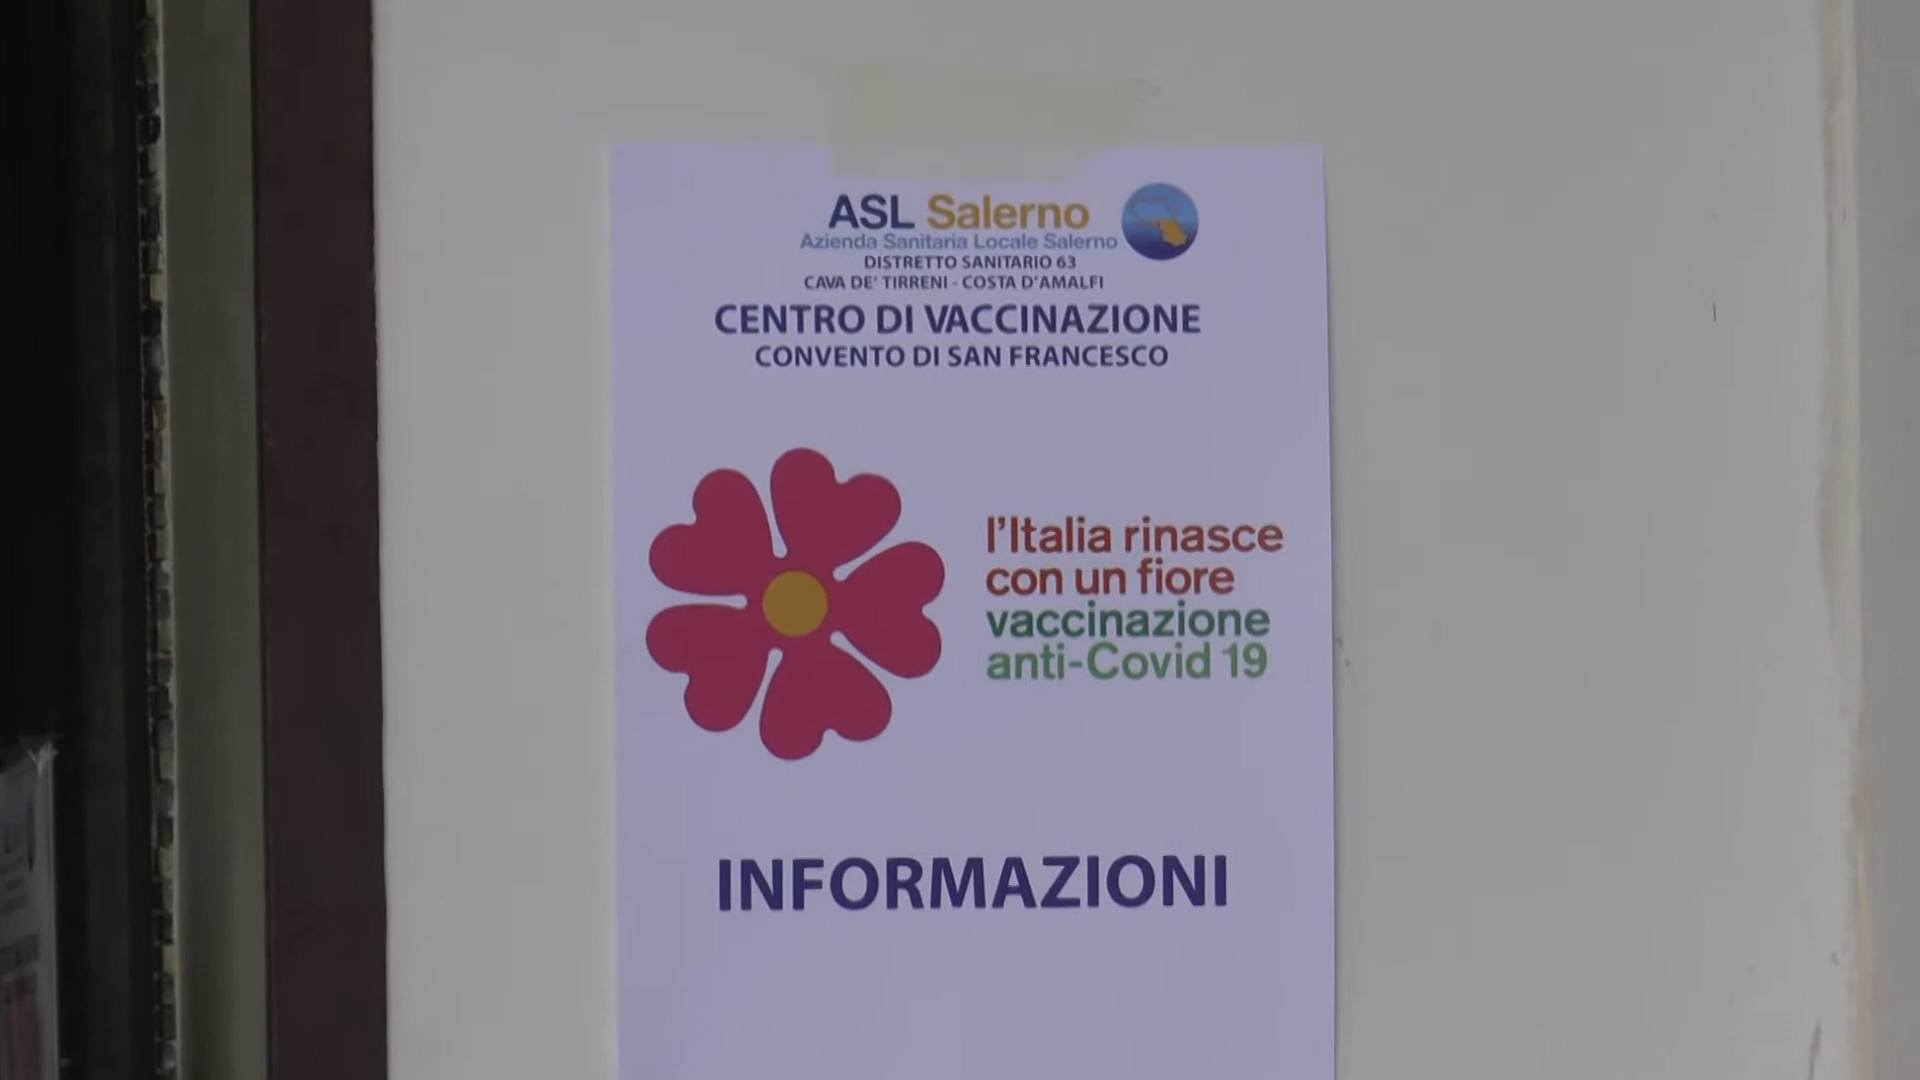 ASL Salerno
Azienda Sanitaria Locale Salerno
DISTRETTO SANITARIO 63
CAVA DE' TIRRENI - COSTA D'AMALFI
CENTRO DI VACCINAZIONE
CONVENTO DI SAN FRANCESCO
l'Italia rinasce
con un fiore
vaccinazione
anti-Covid 19
INFORMAZIONI